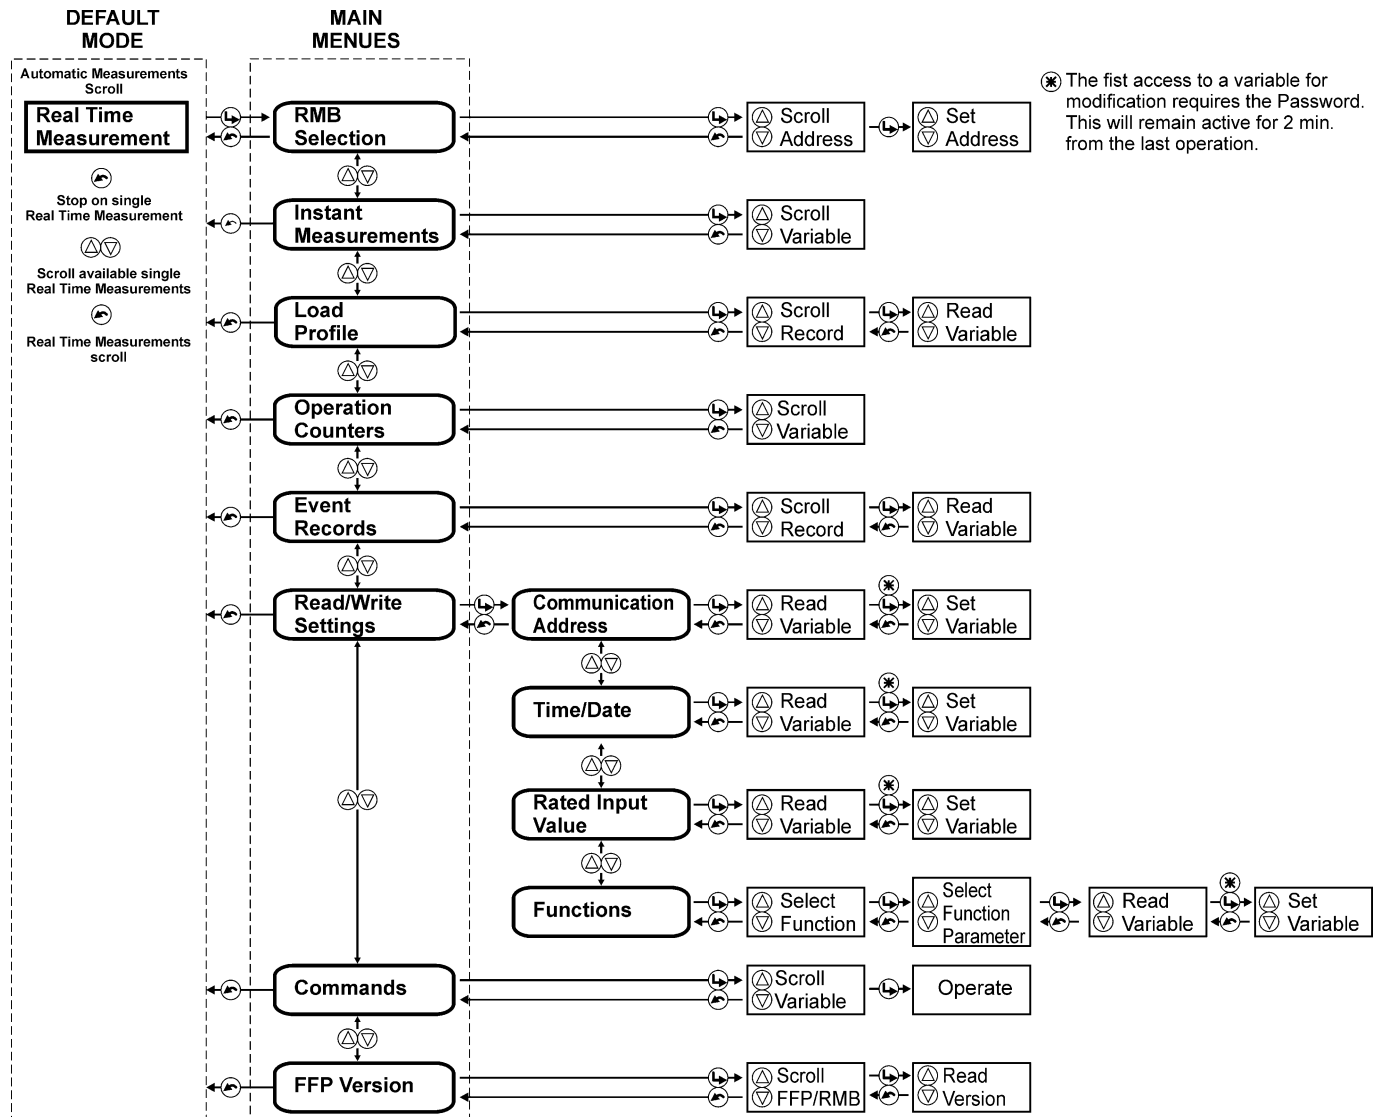 DEFAULT
MODE
MAIN
MENUES
Automatic Measurements
Scroll
Real Time
Measurement
Stop on single
Real Time Measurement
Scroll available single
Real Time Measurements
Real Time Measurements
scroll
The fist access to a variable for
modification requires the Password.
This will remain active for 2 min.
from the last operation.
RMB
Selection
Scroll
Address
Set
Address
Instant
Measurements
Scroll
Variable
Load
Profile
Scroll
Record
Read
Variable
Operation
Counters
Scroll
Variable
Event
Records
Scroll
Record
Read
Variable
Read/Write
Settings
Communication
Address
Read
Variable
Set
Variable
Time/Date
Read
Variable
Set
Variable
Rated Input
Value
Read
Variable
Set
Variable
Functions
Select
Function
Select
Function
Parameter
Read
Variable
Set
Variable
Commands
Scroll
Variable
Operate
FFP Version
Scroll
FFP/RMB
Read
Version